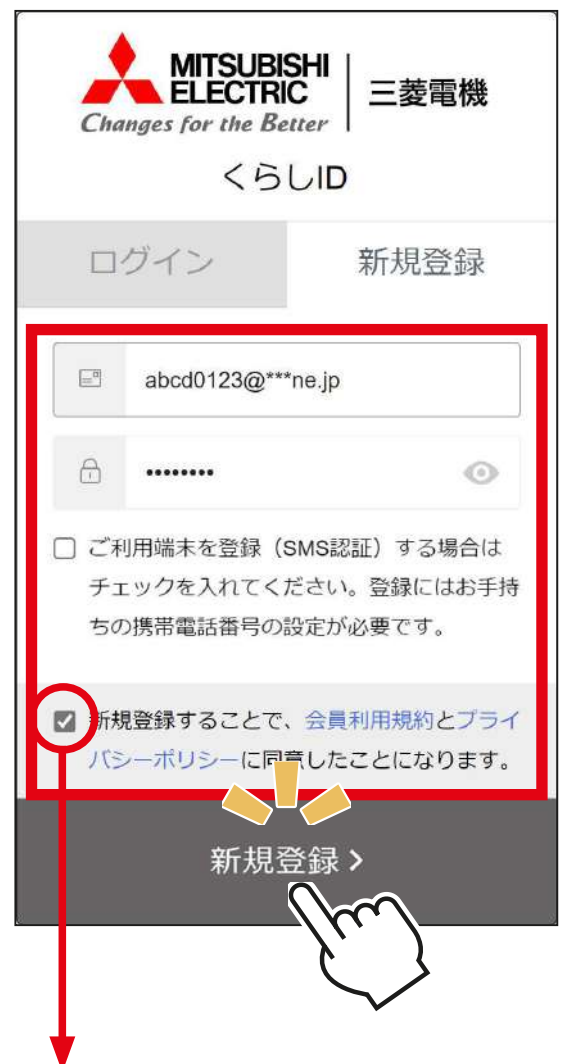 MITSUBISHI
ELECTRIC
Changes for the Better
三菱電機
くらしID
ログイン
新規登録
abcd0123@***ne.jp
••••••••
ご利用端末を登録（SMS認証）する場合は
チェックを入れてください。登録にはお手持
ちの携帯電話番号の設定が必要です。
新規登録することで、会員利用規約とプライ
バシーポリシーに同意したことになります。
新規登録 >